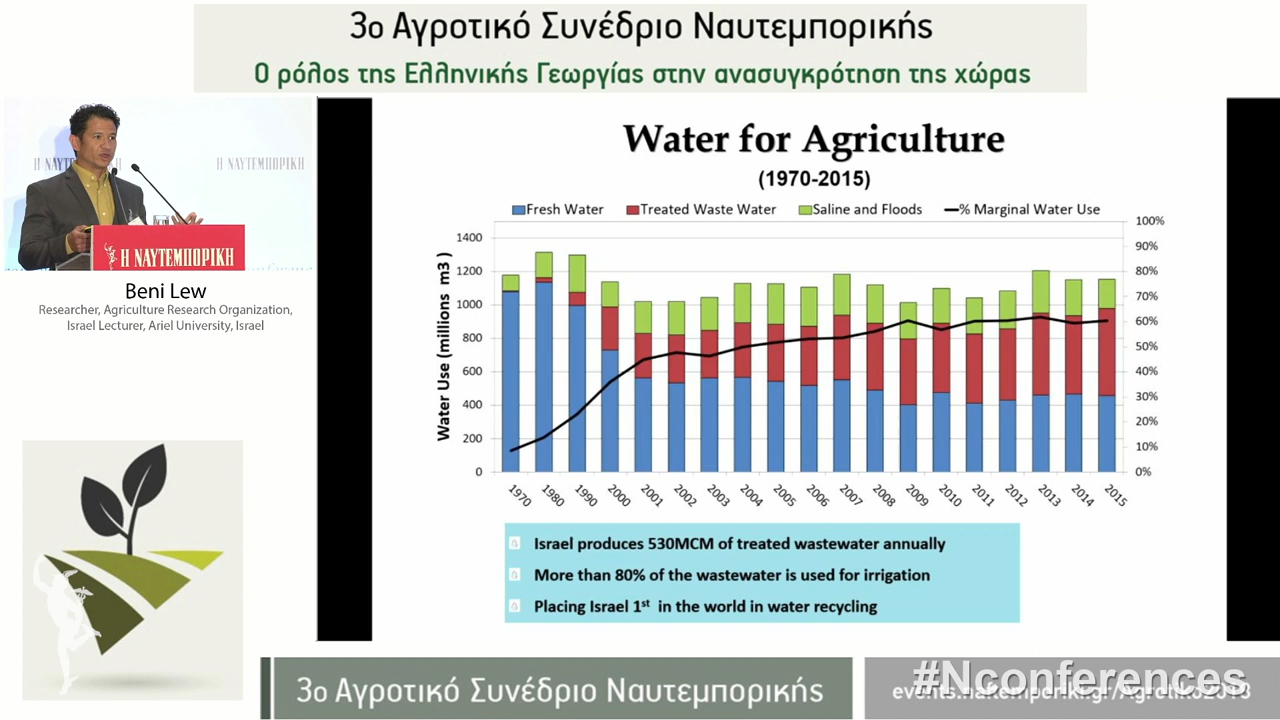 3ο Αγροτικό Συνέδριο Ναυτεμπορικής
Ο ρόλος της Ελληνικής Γεωργίας στην ανασυγκρότηση της χώρας
Η ΝΑΥΤΕΜΠΟΡΙΚΗ
Η ΝΑΥΤΕΜΠΟΡΙΚΗ
Beni Lew
Researcher, Agriculture Research Organization,
Israel Lecturer, Ariel University, Israel
Water for Agriculture
(1970-2015)
Fresh Water Treated Waste Water Saline and Floods % Marginal Water Use
Water Use (millions m3 )
1400
1200
1000
800
600
400
200
0
100%
90%
80%
70%
60%
50%
40%
30%
20%
10%
0%
1970 1980 1990 2000 2001 2002 2003 2004 2005 2006 2007 2008 2009 2010 2011 2012 2013 2014 2015
Israel produces 530MCM of treated wastewater annually
More than 80% of the wastewater is used for irrigation
Placing Israel 1st in the world in water recycling
3ο Αγροτικό Συνέδριο Ναυτεμπορικής
#Nconferences